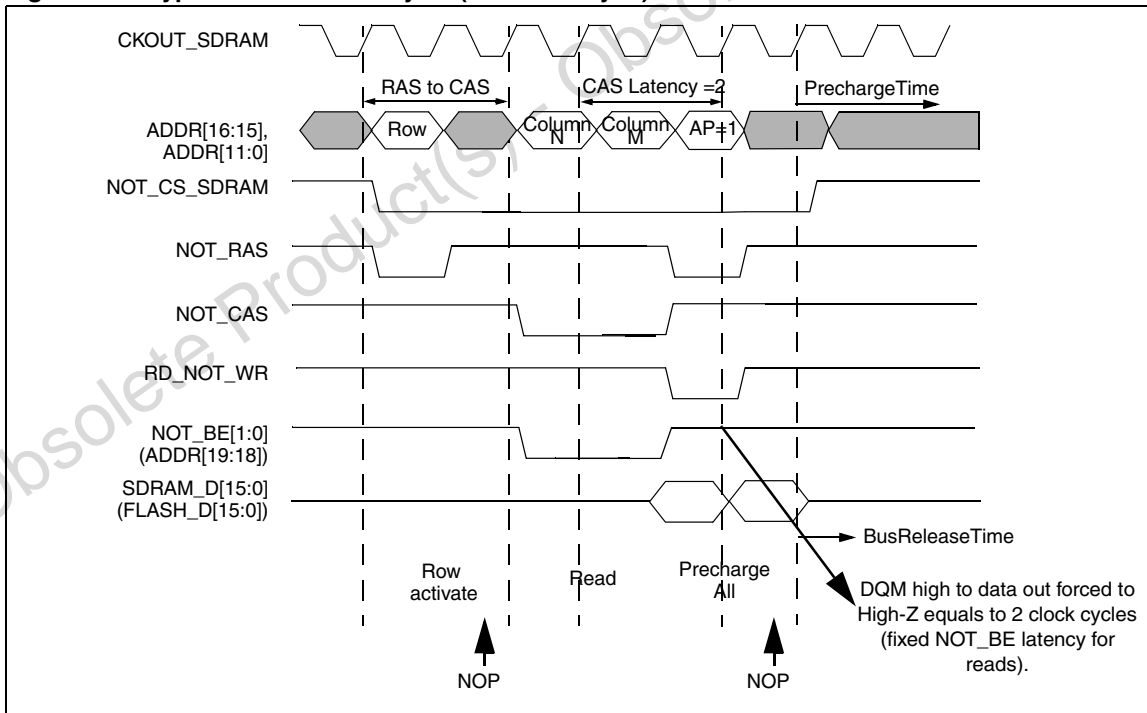 CKOUT_SDRAM
RAS to CAS
CAS Latency =2
PrechargeTime
ADDR[16:15],
ADDR[11:0]
Row
Column
N
Column
M
AP=1
NOT_CS_SDRAM
NOT_RAS
NOT_CAS
RD_NOT_WR
NOT_BE[1:0]
(ADDR[19:18])
SDRAM_D[15:0]
(FLASH_D[15:0])
BusReleaseTime
Row
activate
Read
Precharge
All
DQM high to data out forced to
High-Z equals to 2 clock cycles
(fixed NOT_BE latency for
reads).
NOP
NOP
Obsolete Product(s) - Obso